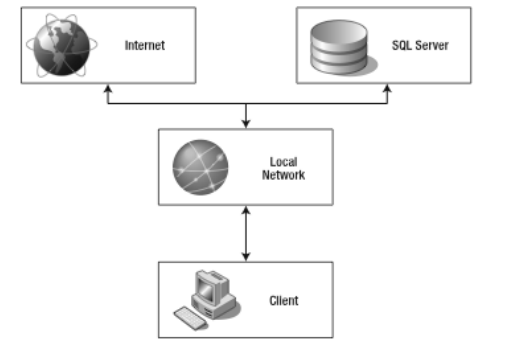 Internet
SQL Server
Local
Network
Client